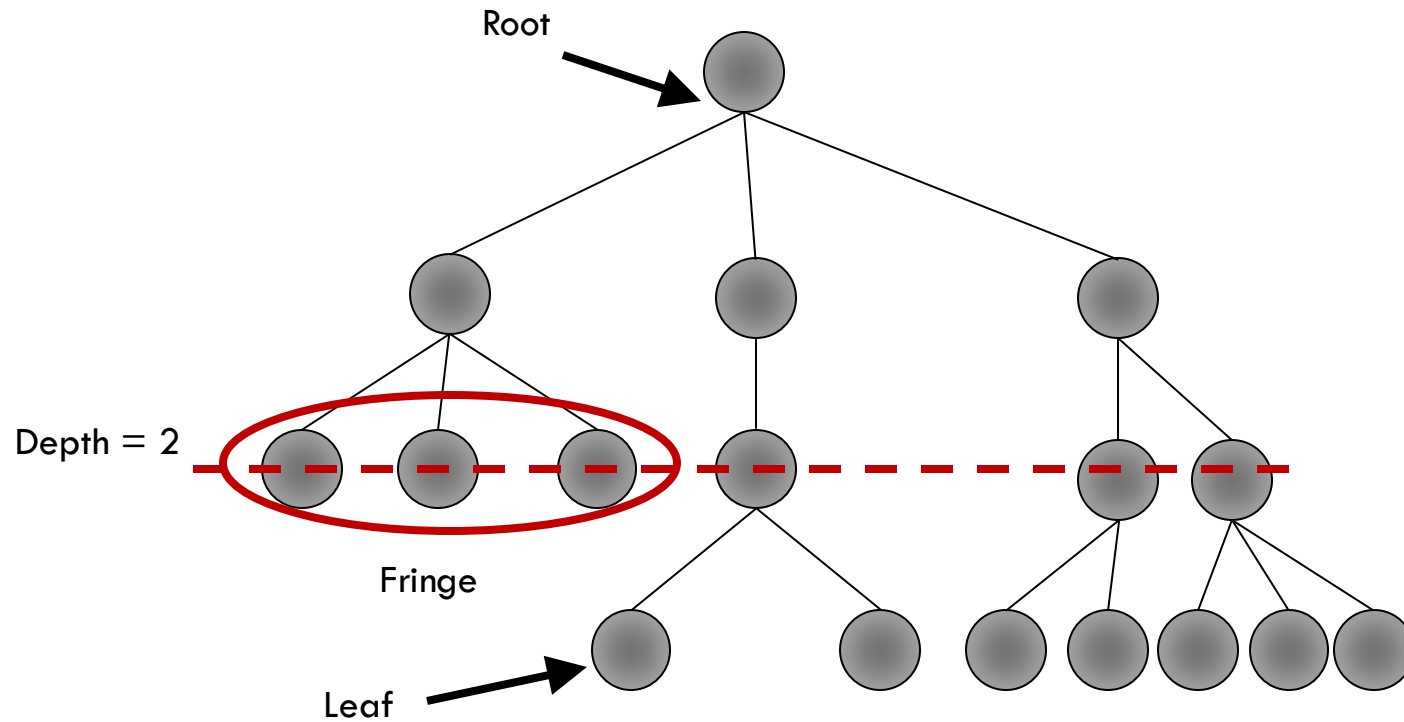 Root
Depth = 2
Fringe
Leaf